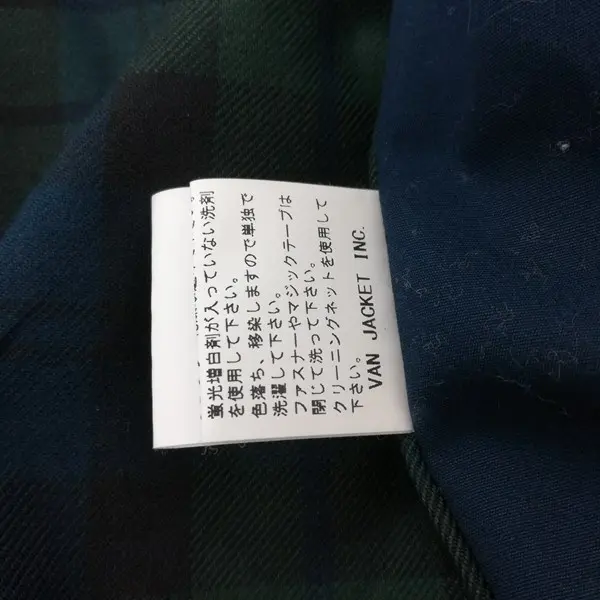 蛍光増白剤が入っていない洗剤
を使用して下さい。
色落ち、移染しますので単独で
洗濯して下さい。
ファスナーやマジックテープは
閉じて洗って下さい。
クリーニングネットを使用して
下さい。
VAN JACKET INC.